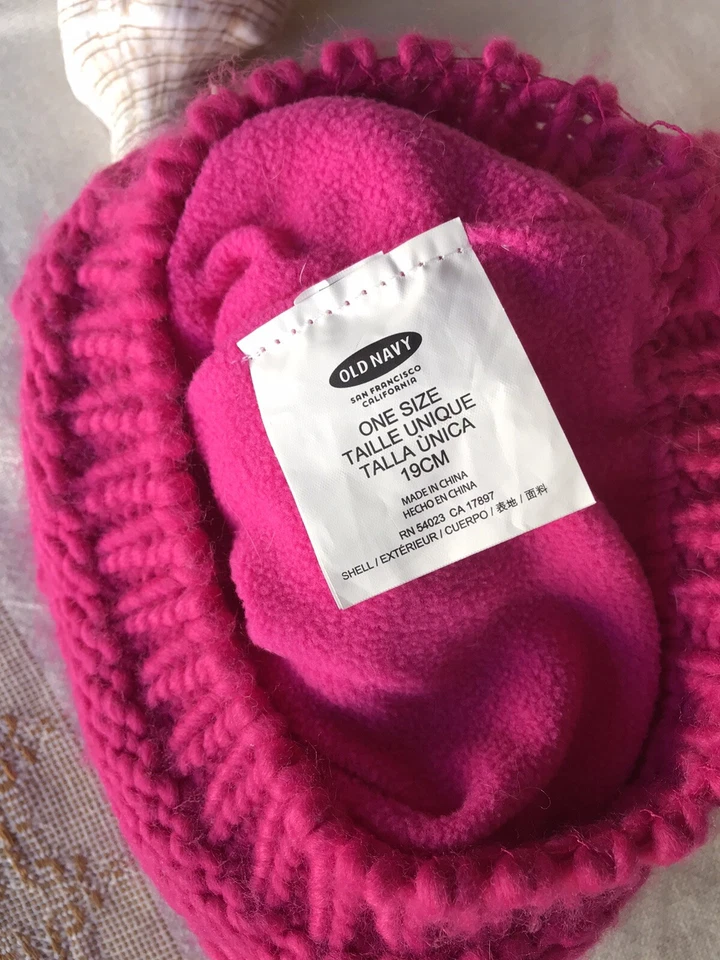 OLD NAVY
SAN FRANCISCO
CALIFORNIA
ONE SIZE
TAILLE UNIQUE
TALLA ÙNICA
19CM
MADE IN CHINA
HECHO EN CHINA
RN 54023 CA 17897
SHELL / EXTÉRIEUR / CUERPO / 表地 / 面料